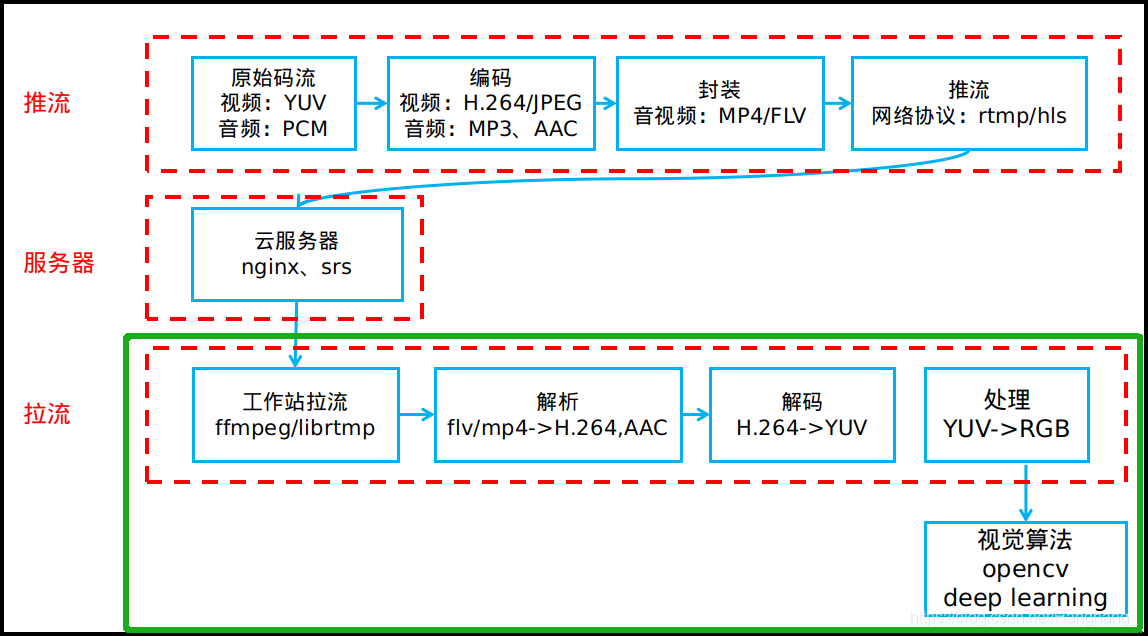 推流
原始码流
视频：YUV
音频：PCM
编码
视频：H.264/JPEG
音频：MP3、AAC
封装
音视频：MP4/FLV
推流
网络协议：rtmp/hls
服务器
云服务器
nginx、srs
拉流
工作站拉流
ffmpeg/librtmp
解析
flv/mp4->H.264,AAC
解码
H.264->YUV
处理
YUV->RGB
视觉算法
opencv
deep learning